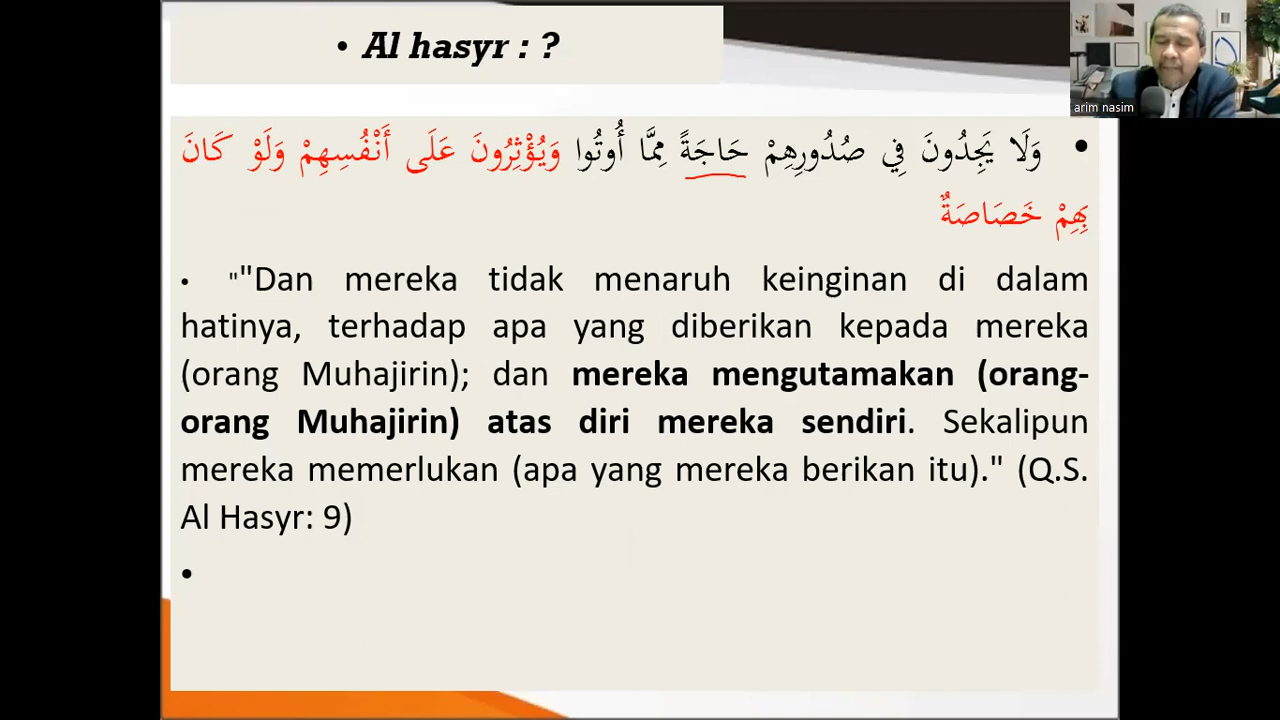 • Al hasyr : ?
arim nasim
• وَلَا يَجِدُونَ فِي صُدُورِهِمْ حَاجَةً مِمَّا أُوتُوا وَيُؤْثِرُونَ عَلَى أَنْفُسِهِمْ وَلَوْ كَانَ
بِهِمْ خَصَاصَةٌ
• ""Dan mereka tidak menaruh keinginan di dalam
hatinya, terhadap apa yang diberikan kepada mereka
(orang Muhajirin); dan mereka mengutamakan (orang-
orang Muhajirin) atas diri mereka sendiri. Sekalipun
mereka memerlukan (apa yang mereka berikan itu)." (Q.S.
Al Hasyr: 9)
•